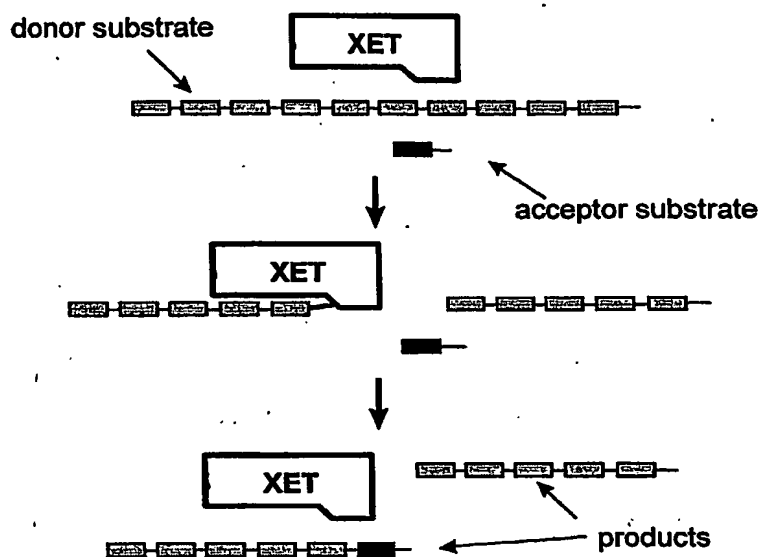 donor substrate
XET
acceptor substrate
XET
XET
products